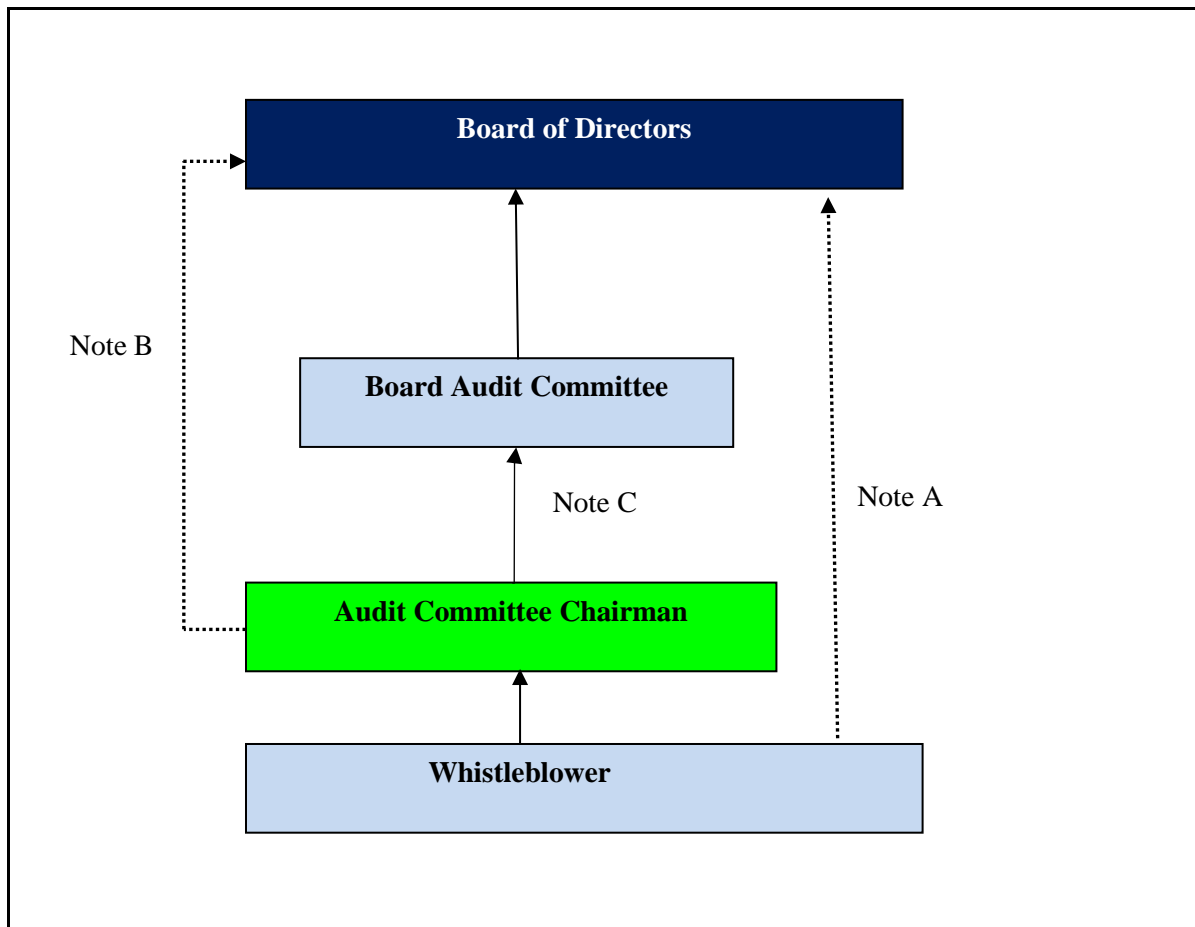 Board of Directors
Note B
Board Audit Committee
Note C
Note A
Audit Committee Chairman
Whistleblower